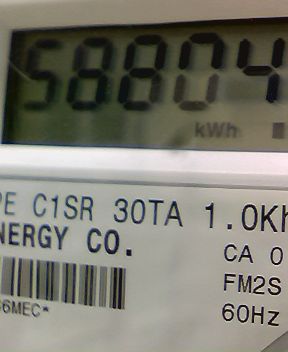 58804
kWh
PE C1SR 30TA 1.0Kh
NERGY CO.
CA 0
FM2S
6MEC*
60Hz